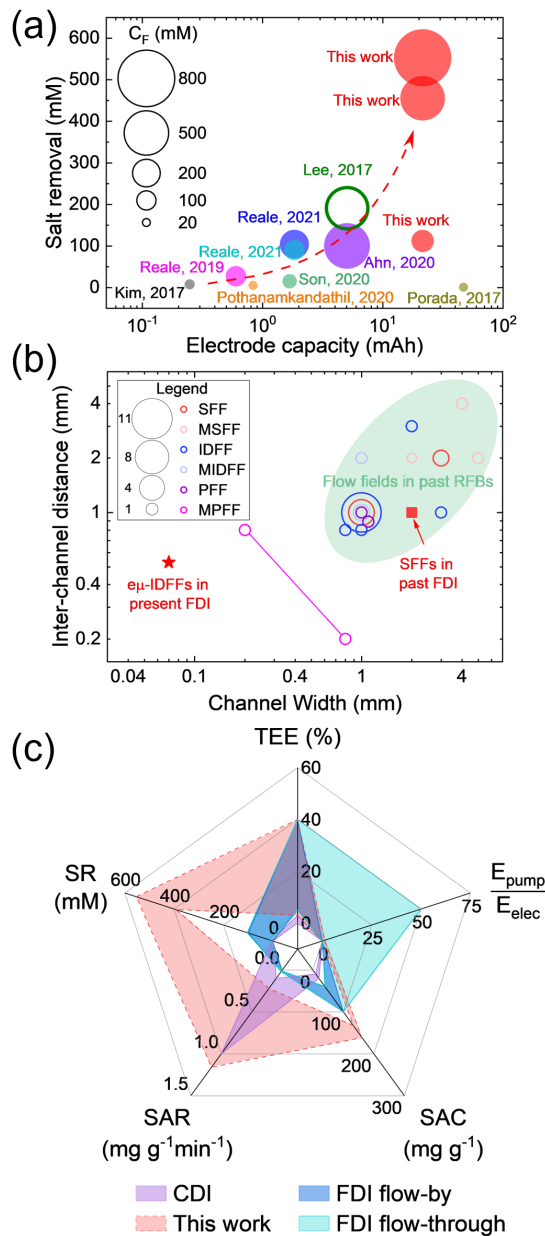 (a)
C_F (mM)
800
500
200
100
20
600
500
400
300
200
100
0
Salt removal (mM)
This work
This work
Lee, 2017
Reale, 2021
This work
Reale, 2021
Ahn, 2020
Reale, 2019
Son, 2020
Kim, 2017
Pothanamkandathil, 2020
Porada, 2017
10⁻¹
10⁰
10¹
10²
Electrode capacity (mAh)
(b)
Legend
11
8
4
1
SFF
MSFF
IDFF
MIDFF
PFF
MPFF
4
2
1
0.4
0.2
Inter-channel distance (mm)
Flow fields in past RFBs
SFFs in
past FDI
eμ-IDFFs in
present FDI
0.04
0.1
0.4
1
4
Channel Width (mm)
(c)
TEE (%)
60
40
20
0
SR
(mM)
600
400
200
0
E_pump
E_elec
75
50
25
0
0.0
0.5
1.0
1.5
SAR
(mg g⁻¹min⁻¹)
0
100
200
300
SAC
(mg g⁻¹)
CDI
FDI flow-by
This work
FDI flow-through